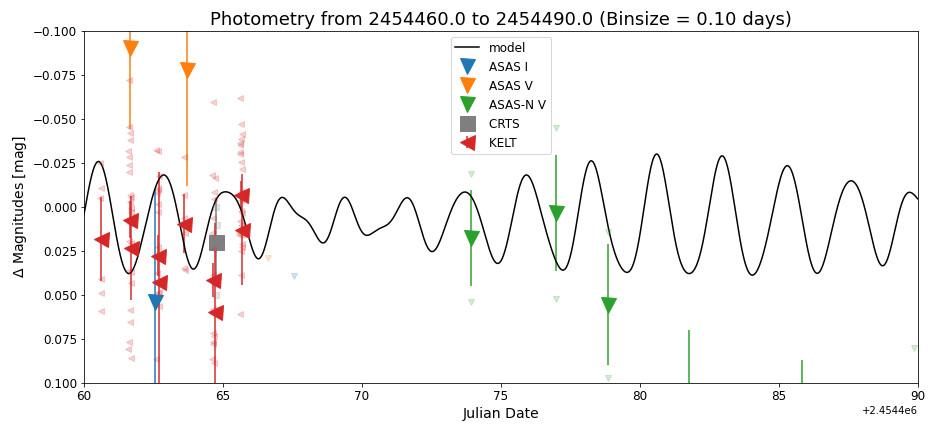 Photometry from 2454460.0 to 2454490.0 (Binsize = 0.10 days)
−0.100
−0.075
−0.050
−0.025
0.000
0.025
0.050
0.075
0.100
Δ Magnitudes [mag]
model
ASAS I
ASAS V
ASAS-N V
CRTS
KELT
60 65 70 75 80 85 90
Julian Date
+2.4544e6